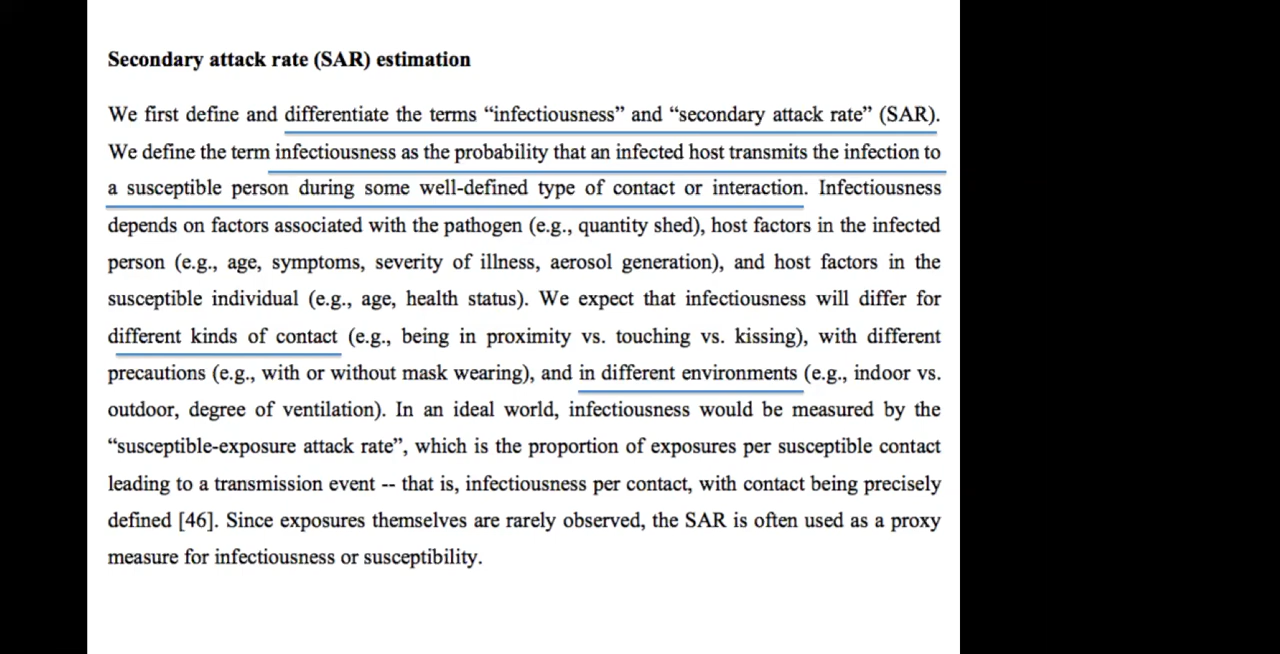 Secondary attack rate (SAR) estimation
We first define and differentiate the terms “infectiousness” and “secondary attack rate” (SAR).
We define the term infectiousness as the probability that an infected host transmits the infection to
a susceptible person during some well-defined type of contact or interaction. Infectiousness
depends on factors associated with the pathogen (e.g., quantity shed), host factors in the infected
person (e.g., age, symptoms, severity of illness, aerosol generation), and host factors in the
susceptible individual (e.g., age, health status). We expect that infectiousness will differ for
different kinds of contact (e.g., being in proximity vs. touching vs. kissing), with different
precautions (e.g., with or without mask wearing), and in different environments (e.g., indoor vs.
outdoor, degree of ventilation). In an ideal world, infectiousness would be measured by the
“susceptible-exposure attack rate”, which is the proportion of exposures per susceptible contact
leading to a transmission event -- that is, infectiousness per contact, with contact being precisely
defined [46]. Since exposures themselves are rarely observed, the SAR is often used as a proxy
measure for infectiousness or susceptibility.